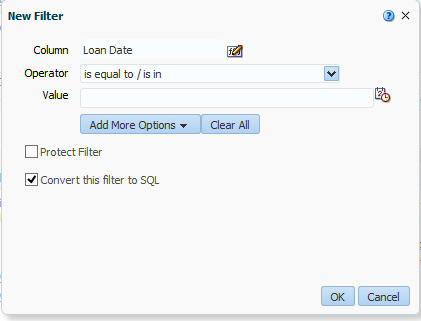 New Filter
Column Loan Date
Operator is equal to / is in
Value
Add More Options Clear All
Protect Filter
Convert this filter to SQL
OK Cancel